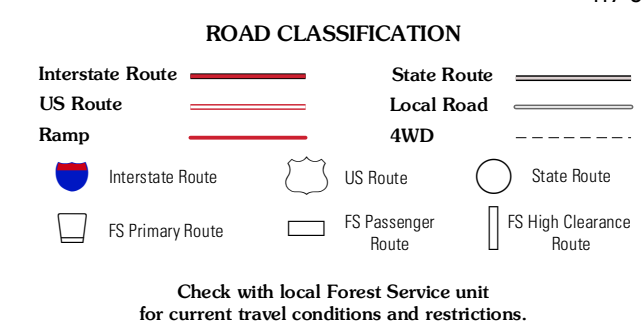 ROAD CLASSIFICATION
Interstate Route
State Route
US Route
Local Road
Ramp
4WD
Interstate Route
US Route
State Route
FS Primary Route
FS Passenger
Route
FS High Clearance
Route
Check with local Forest Service unit
for current travel conditions and restrictions.